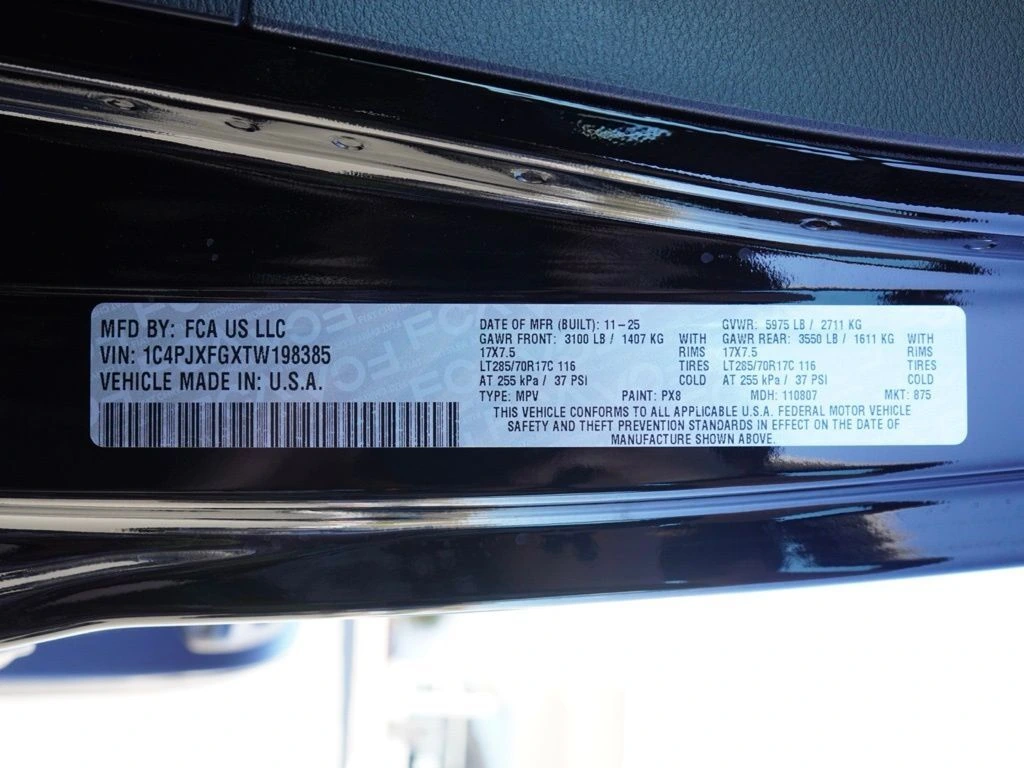 MFD BY: FCA US LLC
VIN: 1C4PJXFGXTW198385
VEHICLE MADE IN: U.S.A.
DATE OF MFR (BUILT): 11-25 GVWR: 5975 LB / 2711 KG
GAWR FRONT: 3100 LB / 1407 KG WITH GAWR REAR: 3550 LB / 1611 KG WITH
17X7.5 RIMS 17X7.5 RIMS
LT285/70R17C 116 TIRES LT285/70R17C 116 TIRES
AT 255 kPa / 37 PSI COLD AT 255 kPa / 37 PSI COLD
TYPE: MPV PAINT: PX8 MDH: 110807 MKT: 875
THIS VEHICLE CONFORMS TO ALL APPLICABLE U.S.A. FEDERAL MOTOR VEHICLE
SAFETY AND THEFT PREVENTION STANDARDS IN EFFECT ON THE DATE OF
MANUFACTURE SHOWN ABOVE.